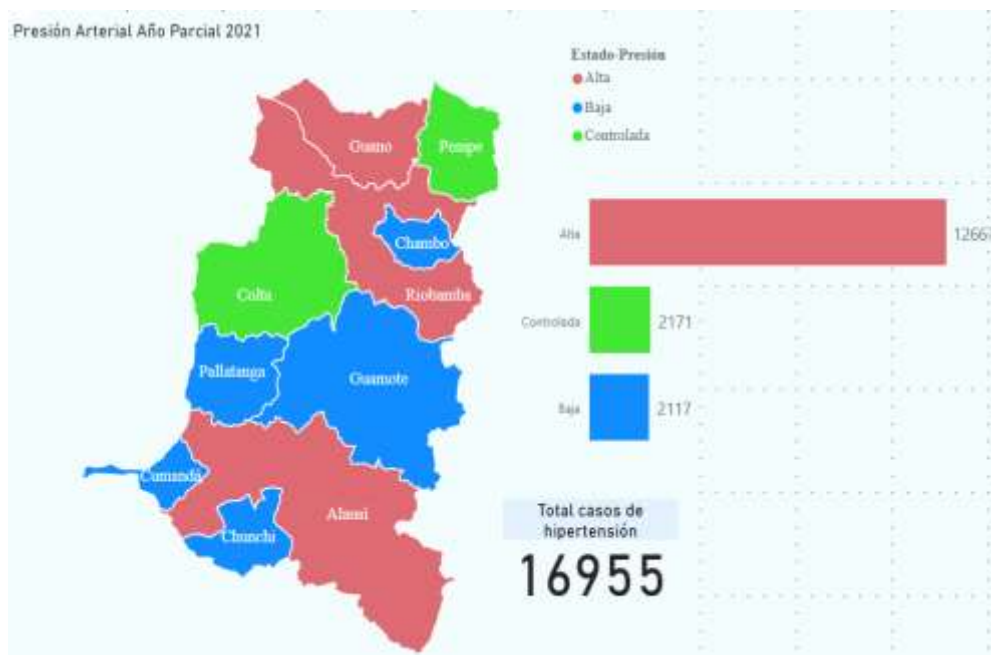 Presión Arterial Año Parcial 2021
Estado-Presión
Alta
Baja
Controlada
Guano
Penipe
Chambo
Colta
Riobamba
Pallatanga
Guamote
Cumandá
Alausí
Chunchi
Alta
1266
Controlada
2171
Baja
2117
Total casos de
hipertensión
16955